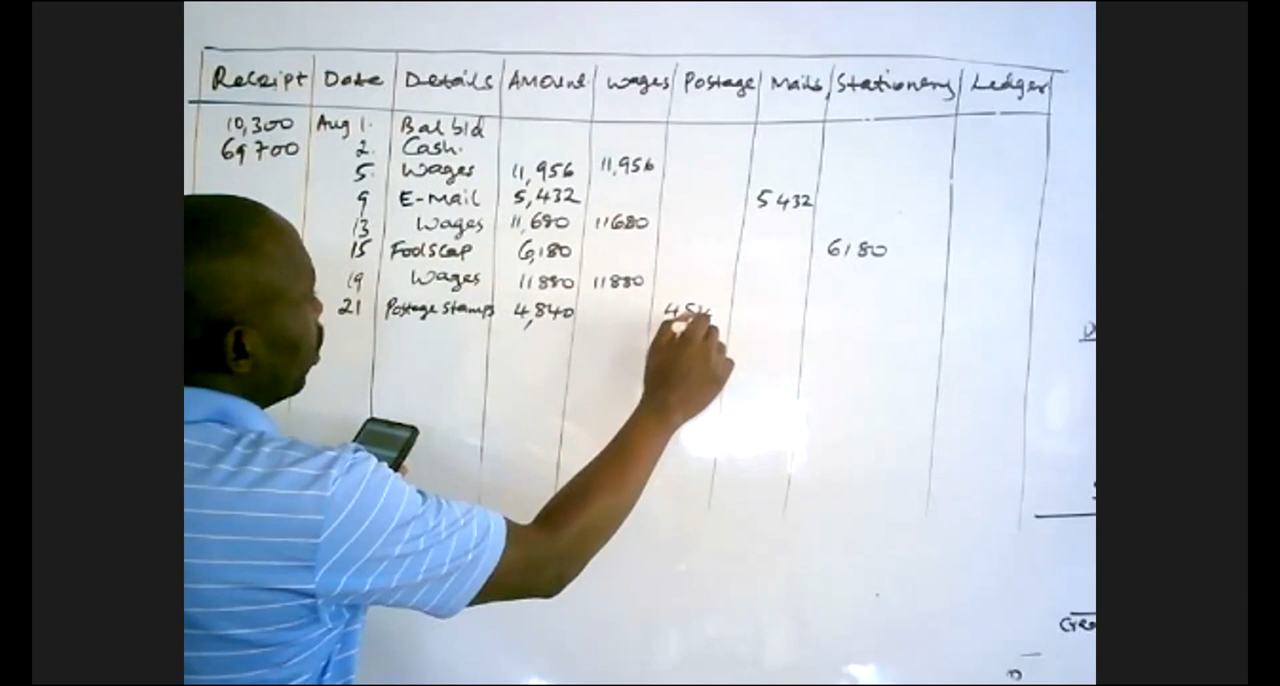 Receipt Date Details Amount Wages Postage Mails Stationery Ledger
10,300 Aug 1. Bal b/d
69,700 2. Cash.
5. Wages 11,956 11,956
9 E-Mail 5,432 5432
13 Wages 11,680 11680
15 Foolscap 6,180 6180
19 Wages 11880 11880
21 Postage Stamps 4,840